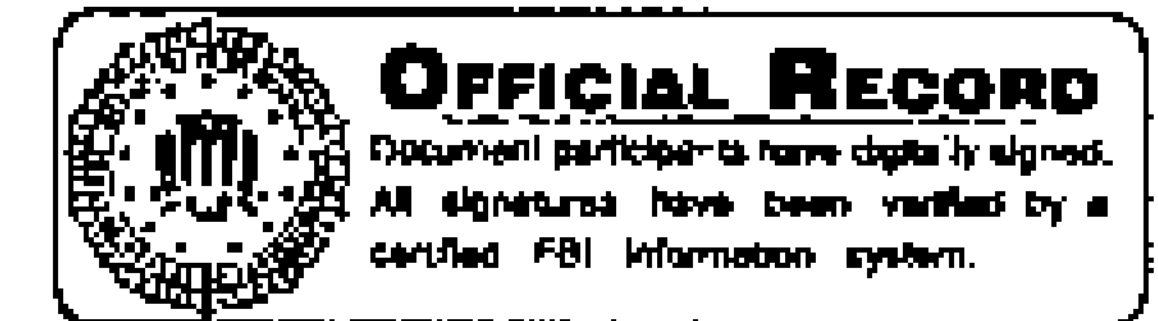 OFFICIAL RECORD
Document participants have digitally signed.
All signatures have been verified by a
certified FBI information system.